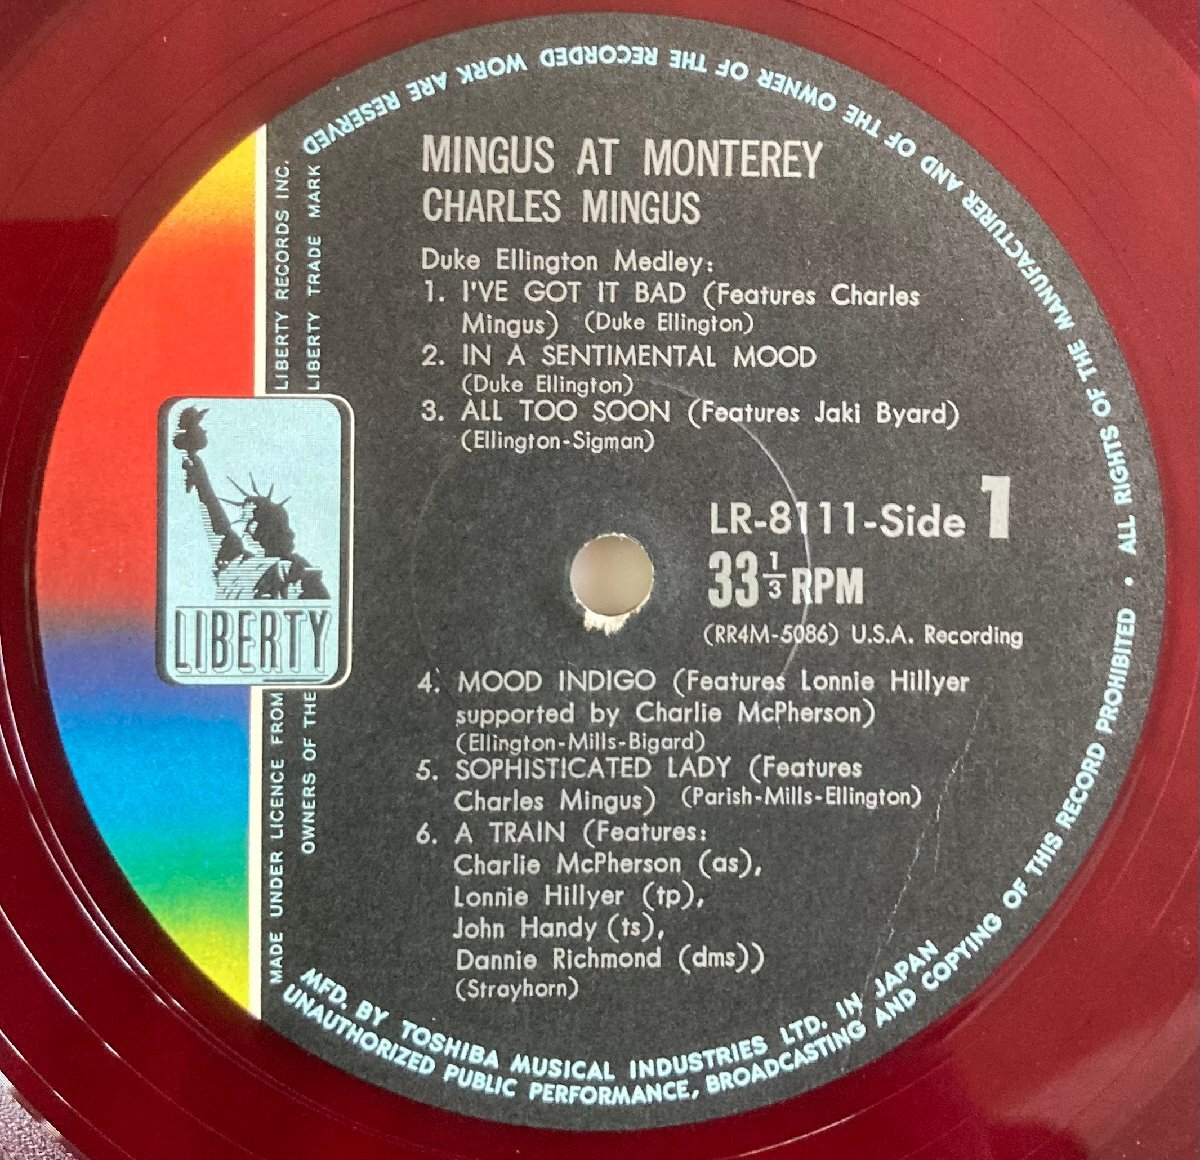 MINGUS AT MONTEREY
CHARLES MINGUS
Duke Ellington Medley:
1. I'VE GOT IT BAD (Features Charles
Mingus) (Duke Ellington)
2. IN A SENTIMENTAL MOOD
(Duke Ellington)
3. ALL TOO SOON (Features Jaki Byard)
(Ellington-Sigman)
LR-8111-Side 1
33 1/3 RPM
(RR4M-5086) U.S.A. Recording
4. MOOD INDIGO (Features Lonnie Hillyer
supported by Charlie McPherson)
(Ellington-Mills-Bigard)
5. SOPHISTICATED LADY (Features
Charles Mingus) (Parish-Mills-Ellington)
6. A TRAIN (Features:
Charlie McPherson (as),
Lonnie Hillyer (tp),
John Handy (ts),
Dannie Richmond (dms))
(Strayhorn)
LIBERTY
MADE UNDER LICENCE FROM LIBERTY RECORDS INC.
OWNERS OF THE LIBERTY TRADE MARK
MFD. BY TOSHIBA MUSICAL INDUSTRIES LTD. IN JAPAN
UNAUTHORIZED PUBLIC PERFORMANCE, BROADCASTING AND COPYING OF THIS RECORD PROHIBITED • ALL RIGHTS OF THE MANUFACTURER AND OF THE OWNER OF THE RECORDED WORK ARE RESERVED